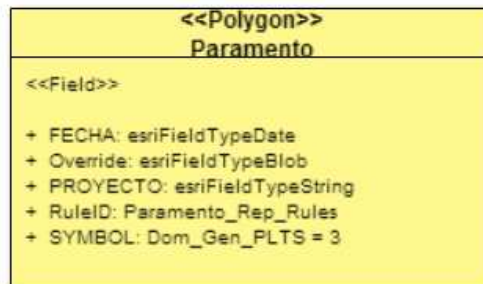 <<Polygon>>
Paramento
<<Field>>
+ FECHA: esriFieldTypeDate
+ Override: esriFieldTypeBlob
+ PROYECTO: esriFieldTypeString
+ RuleID: Paramento_Rep_Rules
+ SYMBOL: Dom_Gen_PLTS = 3